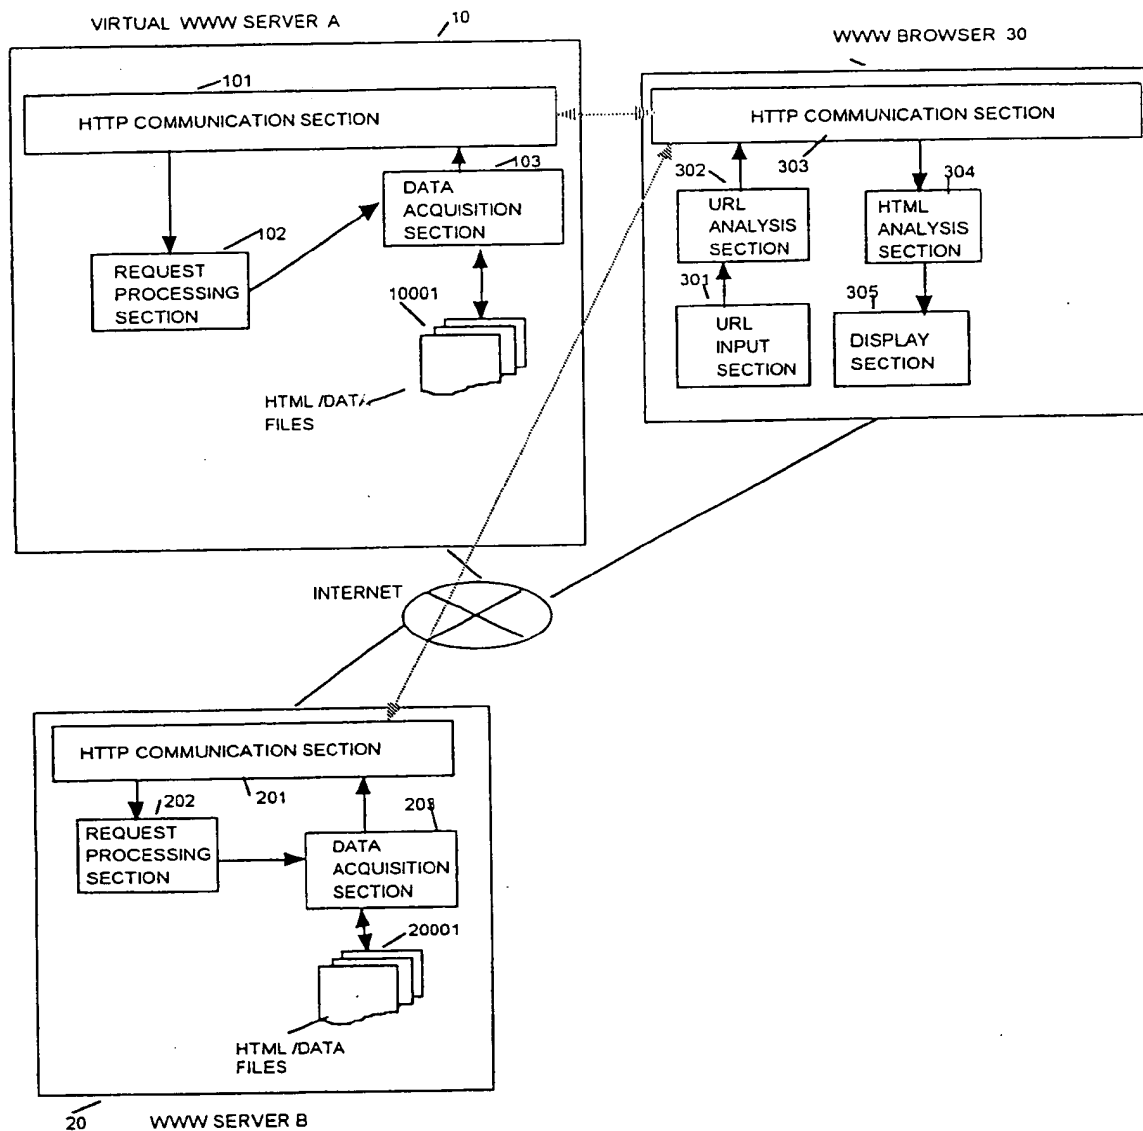 VIRTUAL WWW SERVER A
10
WWW BROWSER 30
101
HTTP COMMUNICATION SECTION
HTTP COMMUNICATION SECTION
103
DATA
ACQUISITION
SECTION
102
REQUEST
PROCESSING
SECTION
10001
HTML /DATA
FILES
303
302
URL
ANALYSIS
SECTION
304
HTML
ANALYSIS
SECTION
301
URL
INPUT
SECTION
305
DISPLAY
SECTION
INTERNET
HTTP COMMUNICATION SECTION
201
202
REQUEST
PROCESSING
SECTION
203
DATA
ACQUISITION
SECTION
20001
HTML /DATA
FILES
20
WWW SERVER B